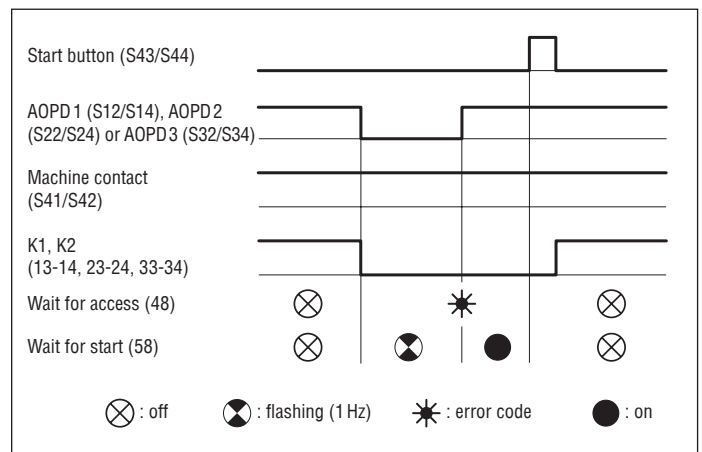 Start button (S43/S44)
AOPD 1 (S12/S14), AOPD 2
(S22/S24) or AOPD 3 (S32/S34)
Machine contact
(S41/S42)
K1, K2
(13-14, 23-24, 33-34)
Wait for access (48)
Wait for start (58)
: off : flashing (1 Hz) : error code : on